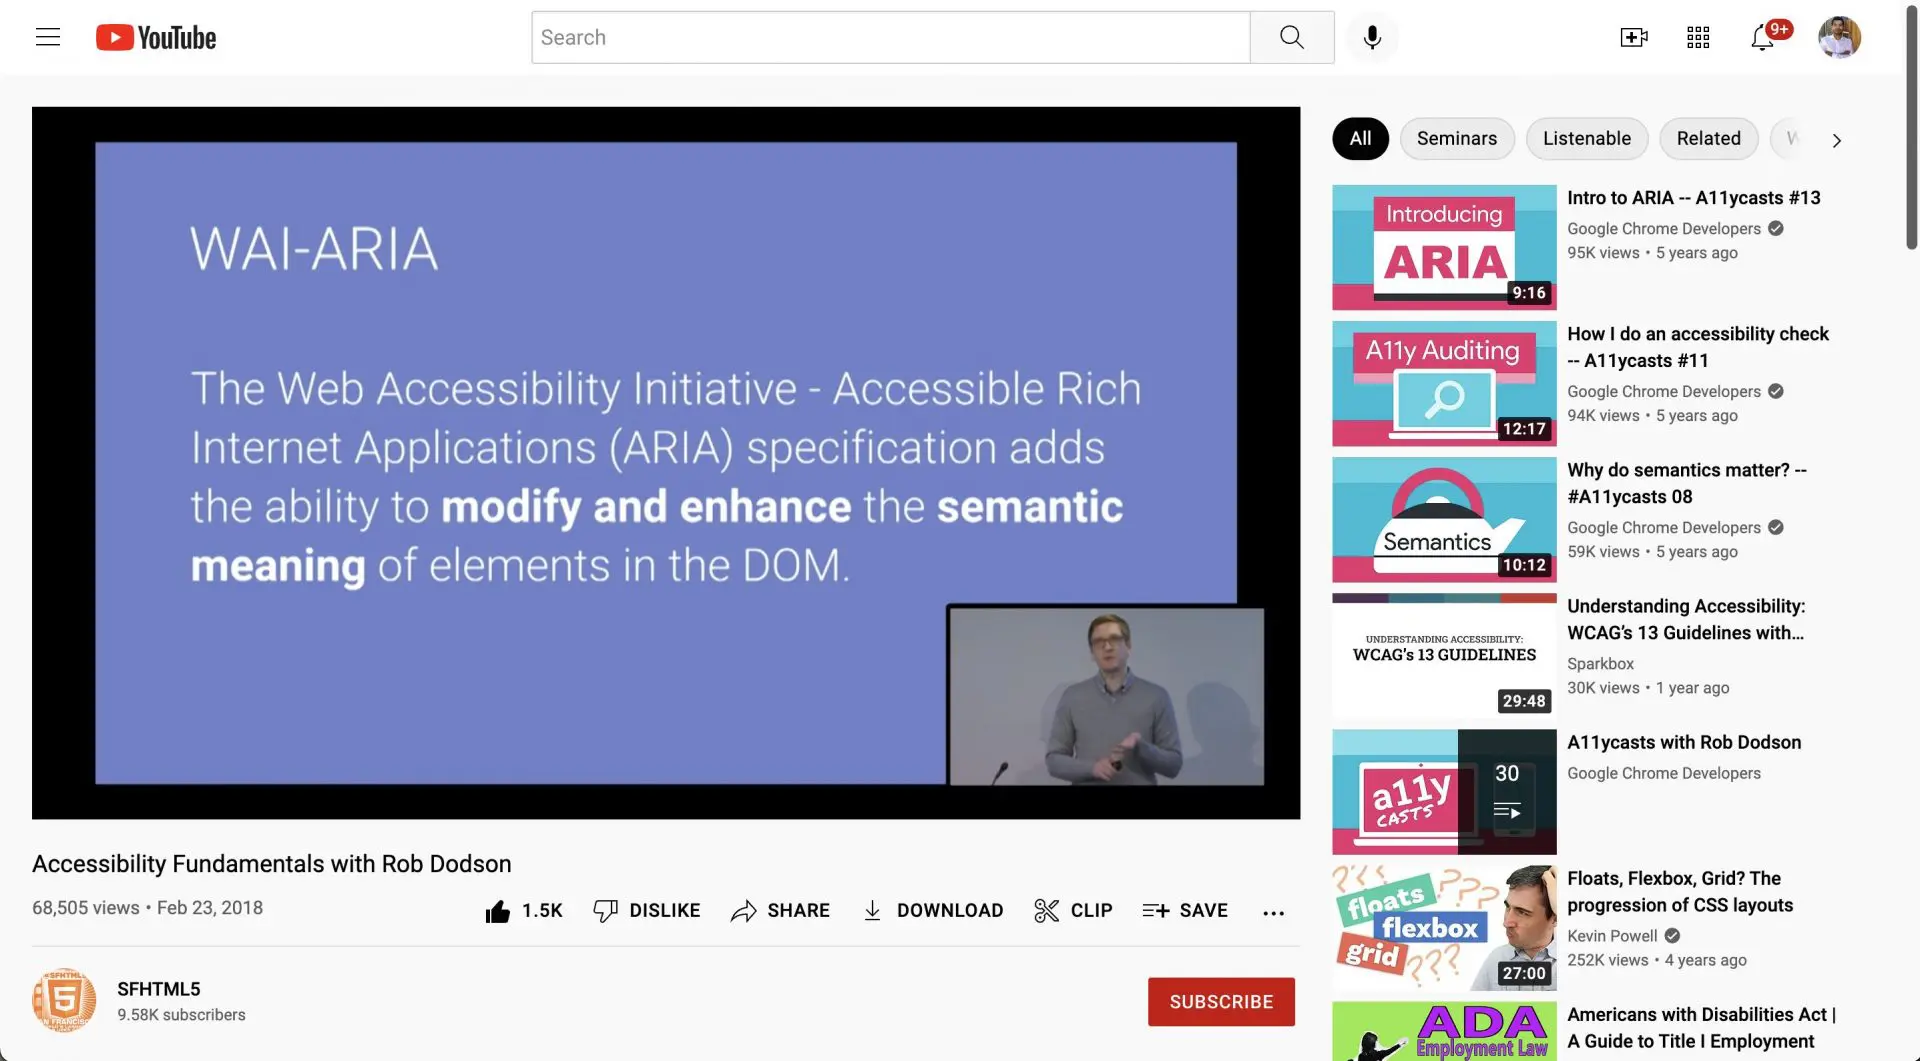 YouTube
Search
9+
WAI-ARIA
The Web Accessibility Initiative - Accessible Rich
Internet Applications (ARIA) specification adds
the ability to modify and enhance the semantic
meaning of elements in the DOM.
Accessibility Fundamentals with Rob Dodson
68,505 views • Feb 23, 2018
1.5K
DISLIKE
SHARE
DOWNLOAD
CLIP
SAVE
SFHTML5
9.58K subscribers
SUBSCRIBE
All
Seminars
Listenable
Related
Introducing
ARIA
9:16
Intro to ARIA -- A11ycasts #13
Google Chrome Developers
95K views • 5 years ago
A11y Auditing
12:17
How I do an accessibility check
-- A11ycasts #11
Google Chrome Developers
94K views • 5 years ago
Semantics
10:12
Why do semantics matter? --
#A11ycasts 08
Google Chrome Developers
59K views • 5 years ago
UNDERSTANDING ACCESSIBILITY:
WCAG’s 13 GUIDELINES
29:48
Understanding Accessibility:
WCAG’s 13 Guidelines with...
Sparkbox
30K views • 1 year ago
a11y
CASTS
30
A11ycasts with Rob Dodson
Google Chrome Developers
floats
flexbox
grid
???
???
???
27:00
Floats, Flexbox, Grid? The
progression of CSS layouts
Kevin Powell
252K views • 4 years ago
ADA
Employment Law
Americans with Disabilities Act |
A Guide to Title I Employment